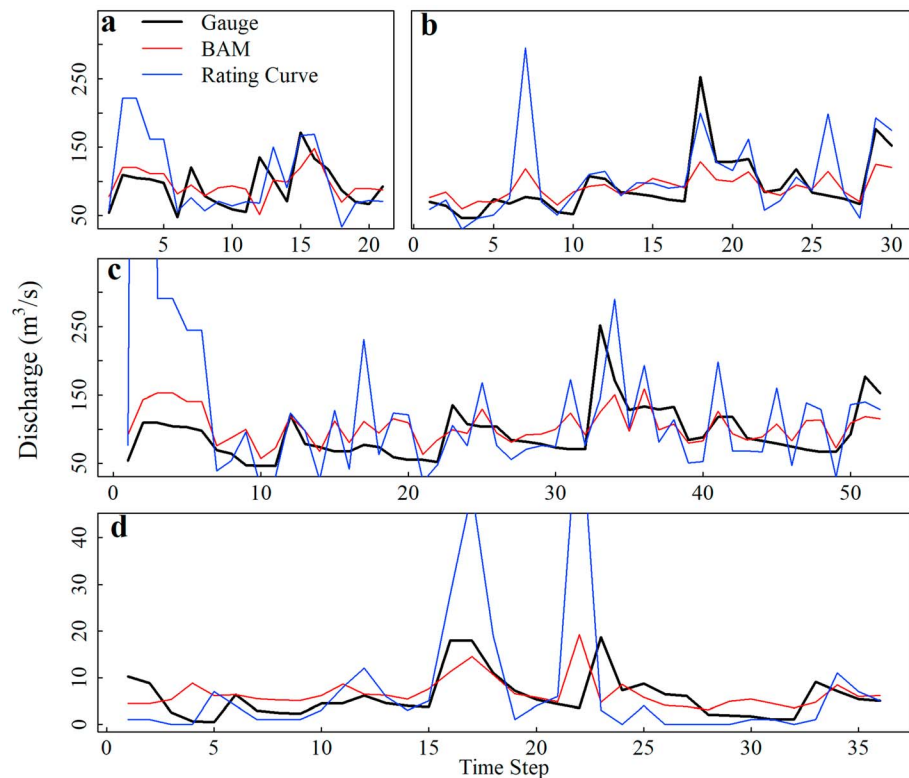 a
Gauge
BAM
Rating Curve
b
250
150
50
5 10 15 20
0 5 10 15 20 25 30
c
250
150
50
0 10 20 30 40 50
Discharge (m³/s)
d
40
30
20
10
0
5 10 15 20 25 30 35
Time Step